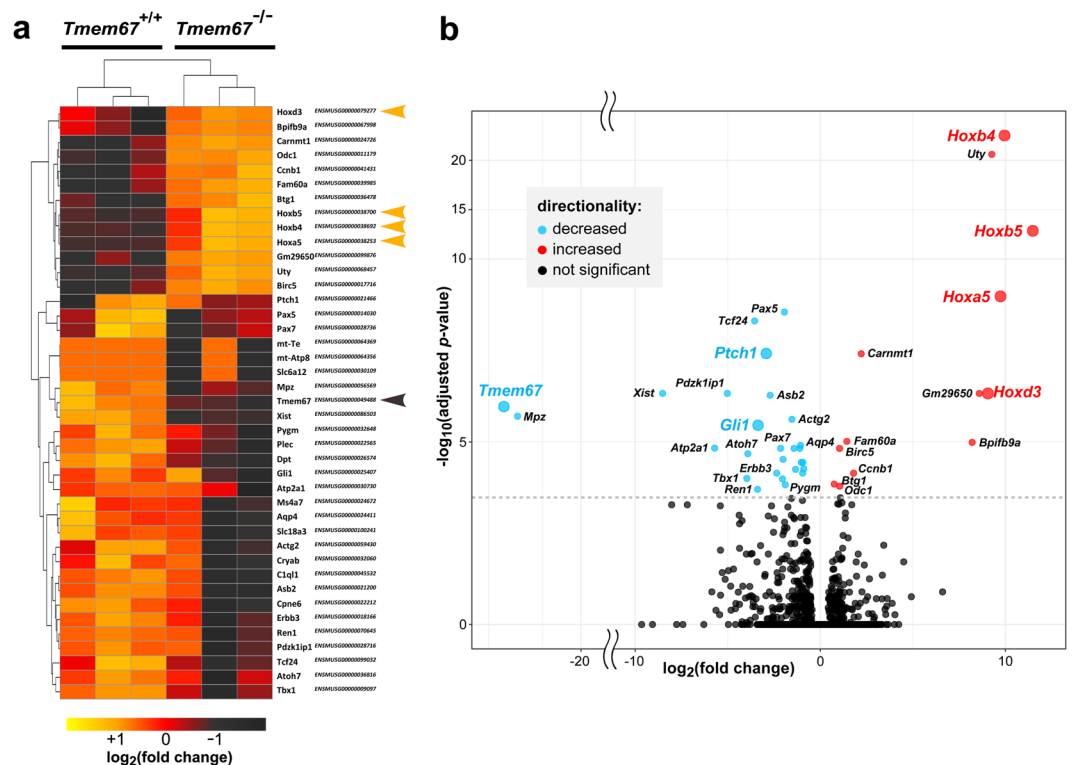 a
Tmem67+/+ Tmem67−/−
Hoxd3 ENSMUSG00000079277
Bpifb9a ENSMUSG00000067998
Carnmt1 ENSMUSG00000024726
Odc1 ENSMUSG00000011179
Ccnb1 ENSMUSG00000041431
Fam60a ENSMUSG00000039985
Btg1 ENSMUSG00000036478
Hoxb5 ENSMUSG00000038700
Hoxb4 ENSMUSG00000038692
Hoxa5 ENSMUSG00000038253
Gm29650 ENSMUSG00000099876
Uty ENSMUSG00000068457
Birc5 ENSMUSG00000017716
Ptch1 ENSMUSG00000021466
Pax5 ENSMUSG00000014030
Pax7 ENSMUSG00000028736
mt-Te ENSMUSG00000064369
mt-Atp8 ENSMUSG00000064356
Slc6a12 ENSMUSG00000030109
Mpz ENSMUSG00000056569
Tmem67 ENSMUSG00000049488
Xist ENSMUSG00000086503
Pygm ENSMUSG00000032648
Plec ENSMUSG00000022565
Dpt ENSMUSG00000026574
Gli1 ENSMUSG00000025407
Atp2a1 ENSMUSG00000030730
Ms4a7 ENSMUSG00000024672
Aqp4 ENSMUSG00000024411
Slc18a3 ENSMUSG00000100241
Actg2 ENSMUSG00000059430
Cryab ENSMUSG00000032060
C1ql1 ENSMUSG00000045532
Asb2 ENSMUSG00000021200
Cpne6 ENSMUSG00000022212
Erbb3 ENSMUSG00000018166
Ren1 ENSMUSG00000070645
Pdzk1ip1 ENSMUSG00000028716
Tcf24 ENSMUSG00000099032
Atoh7 ENSMUSG00000036816
Tbx1 ENSMUSG00000009097
+1 0 −1
log2(fold change)
b
-log10(adjusted p-value)
20
15
10
5
0
directionality:
decreased
increased
not significant
Hoxb4
Uty
Hoxb5
Hoxa5
Pax5
Tcf24
Ptch1
Carnmt1
Xist
Pdzk1ip1
Asb2
Gm29650
Hoxd3
Tmem67
Mpz
Actg2
Gli1
Atp2a1
Atoh7
Pax7
Aqp4
Fam60a
Birc5
Bpifb9a
Erbb3
Ccnb1
Tbx1
Ren1
Pygm
Btg1
Odc1
-20 -10 0 10
log2(fold change)